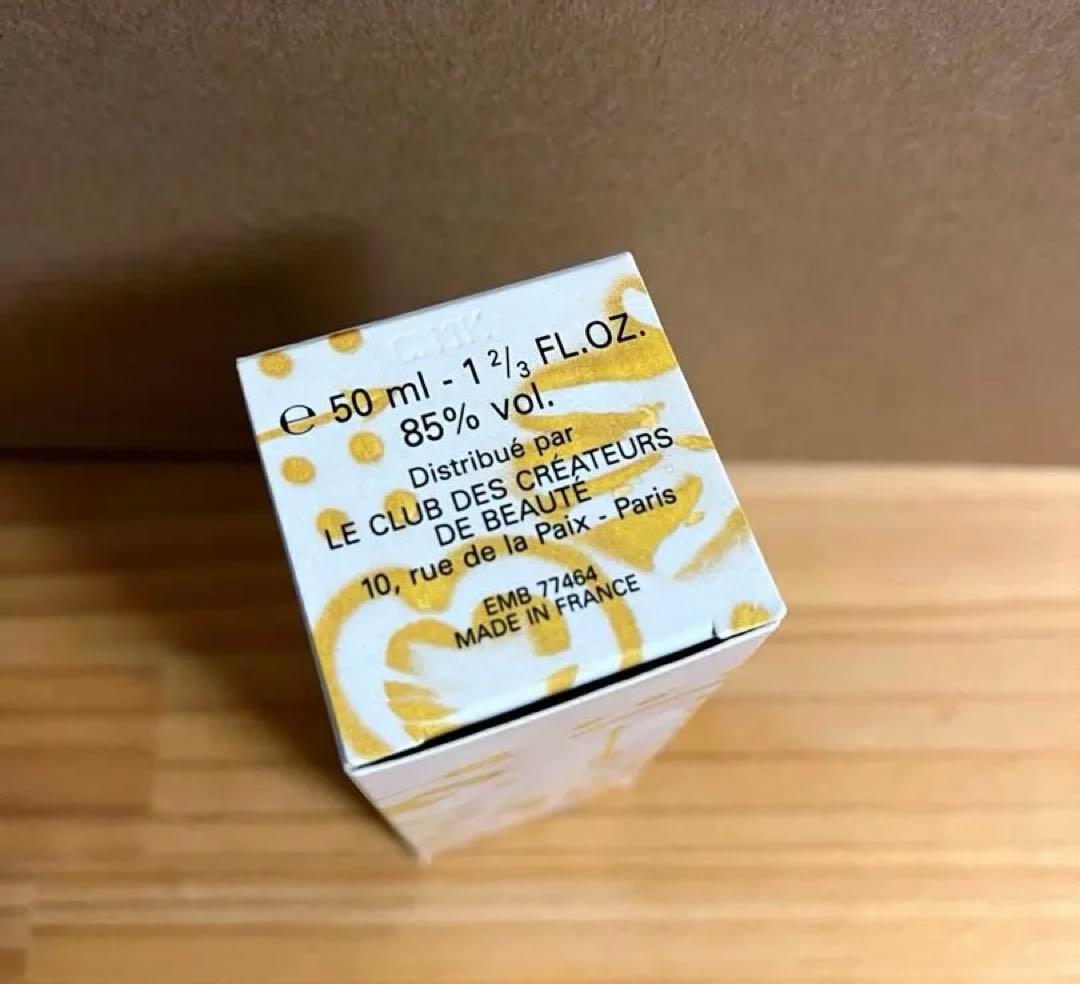 ℮ 50 ml - 1 2/3 FL.OZ.
85% vol.
Distribué par
LE CLUB DES CRÉATEURS
DE BEAUTÉ
10, rue de la Paix - Paris
EMB 77464
MADE IN FRANCE